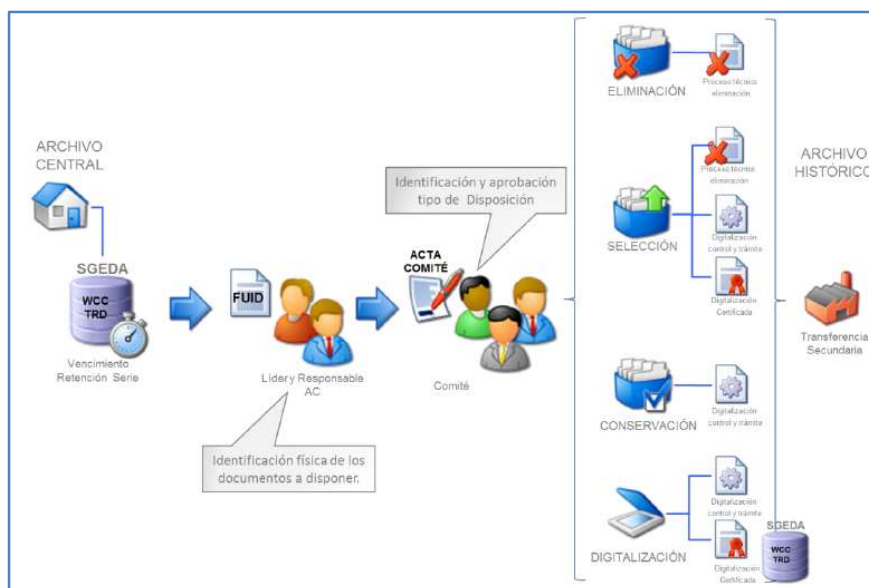 ARCHIVO
CENTRAL
SGEDA
WCC
TRD
Vencimiento
Retención Serie
FUID
Líder y Responsable
AC
Identificación física de los
documentos a disponer.
Identificación y aprobación
tipo de Disposición
ACTA
COMITÉ
Comité
ELIMINACIÓN
Proceso técnico
eliminación
SELECCIÓN
Proceso técnico
eliminación
Digitalización
control y trámite
Digitalización
Certificada
CONSERVACIÓN
Digitalización
control y trámite
DIGITALIZACIÓN
Digitalización
control y trámite
Digitalización
Certificada
SGEDA
WCC
TRD
ARCHIVO
HISTÓRICO
Transferencia
Secundaria